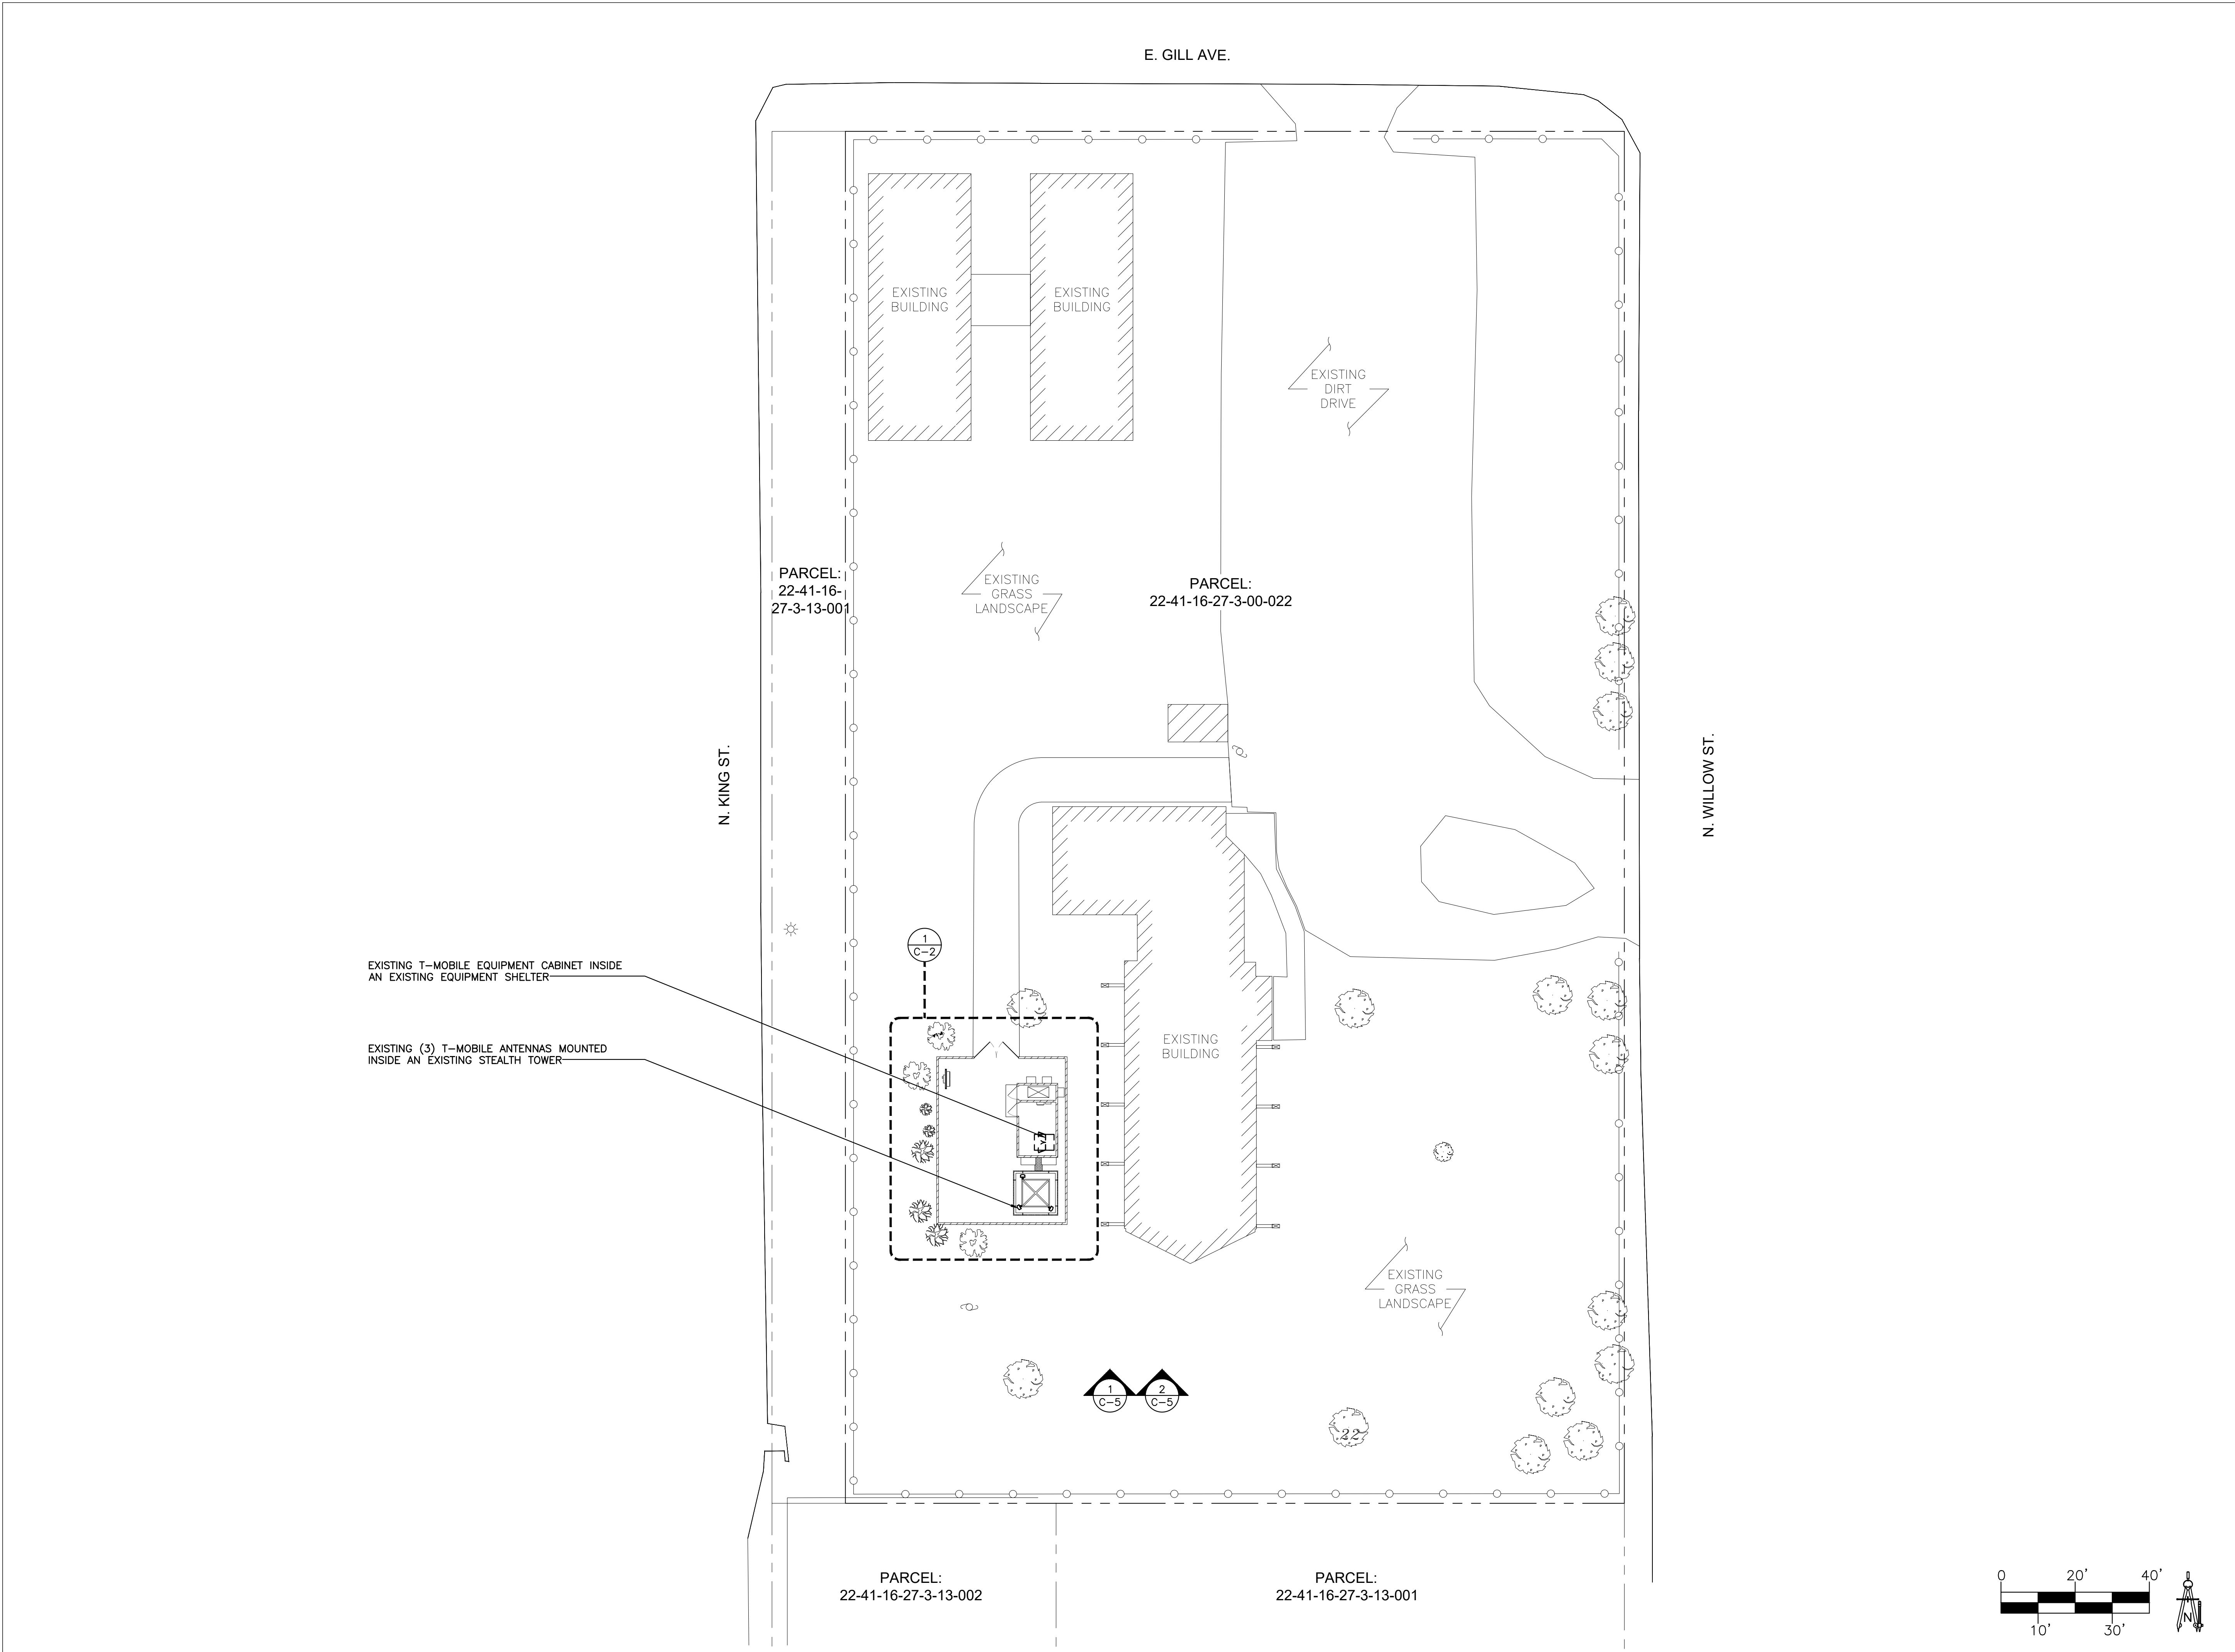 E. GILL AVE.
EXISTING
BUILDING
EXISTING
BUILDING
EXISTING
DIRT
DRIVE
PARCEL:
22-41-16-
27-3-13-001
EXISTING
GRASS
LANDSCAPE
PARCEL:
22-41-16-27-3-00-022
N. KING ST.
N. WILLOW ST.
1
C-2
EXISTING T-MOBILE EQUIPMENT CABINET INSIDE
AN EXISTING EQUIPMENT SHELTER
EXISTING (3) T-MOBILE ANTENNAS MOUNTED
INSIDE AN EXISTING STEALTH TOWER
EXISTING
BUILDING
EXISTING
GRASS
LANDSCAPE
1
C-5
2
C-5
22
PARCEL:
22-41-16-27-3-13-002
PARCEL:
22-41-16-27-3-13-001
0 20' 40'
10' 30'
N